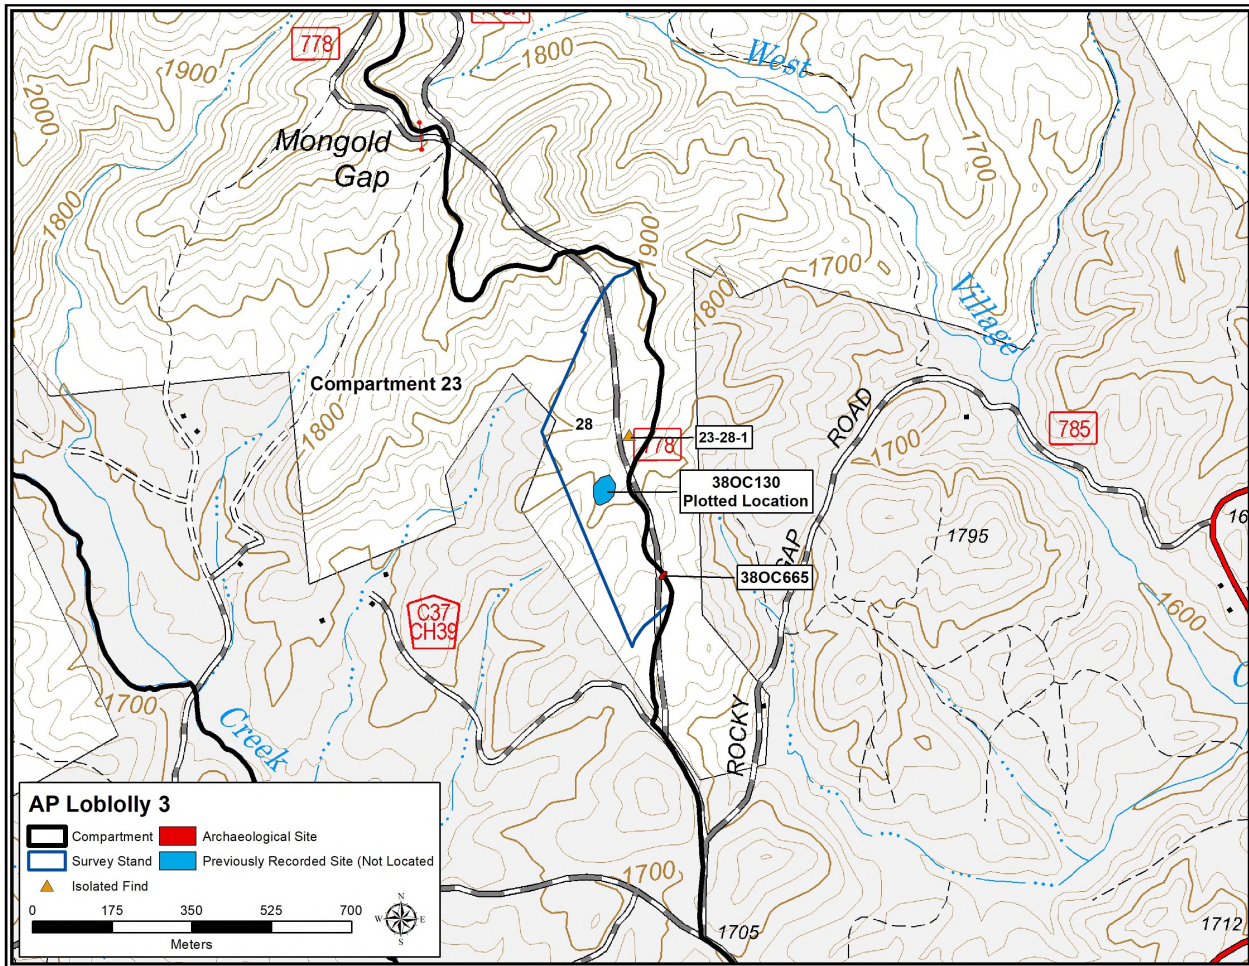 778
1800
West
1900
2000
Mongold
Gap
1700
1800
1900
1700
1800
Village
Compartment 23
1800
28
ROAD
785
1700
23-28-1
778
38OC130
Plotted Location
1795
GAP
38OC665
C37
CH39
1600
1700
Creek
ROCKY
AP Loblolly 3
Compartment
Archaeological Site
Survey Stand
Previously Recorded Site (Not Located
Isolated Find
0 175 350 525 700
Meters
N
W E
S
1700
1705
1712